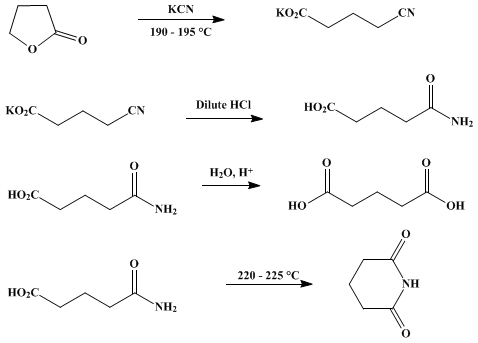 KCN
190 - 195 °C
O
O
KO₂C
CN
KO₂C
CN
Dilute HCl
HO₂C
O
NH₂
HO₂C
O
NH₂
H₂O, H⁺
O
O
HO
OH
HO₂C
O
NH₂
220 - 225 °C
O
NH
O